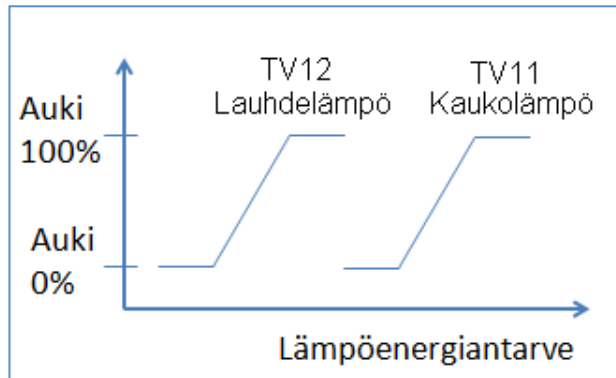 TV12
Lauhdelämpö
TV11
Kaukolämpö
Auki
100%
Auki
0%
Lämpöenergiantarve